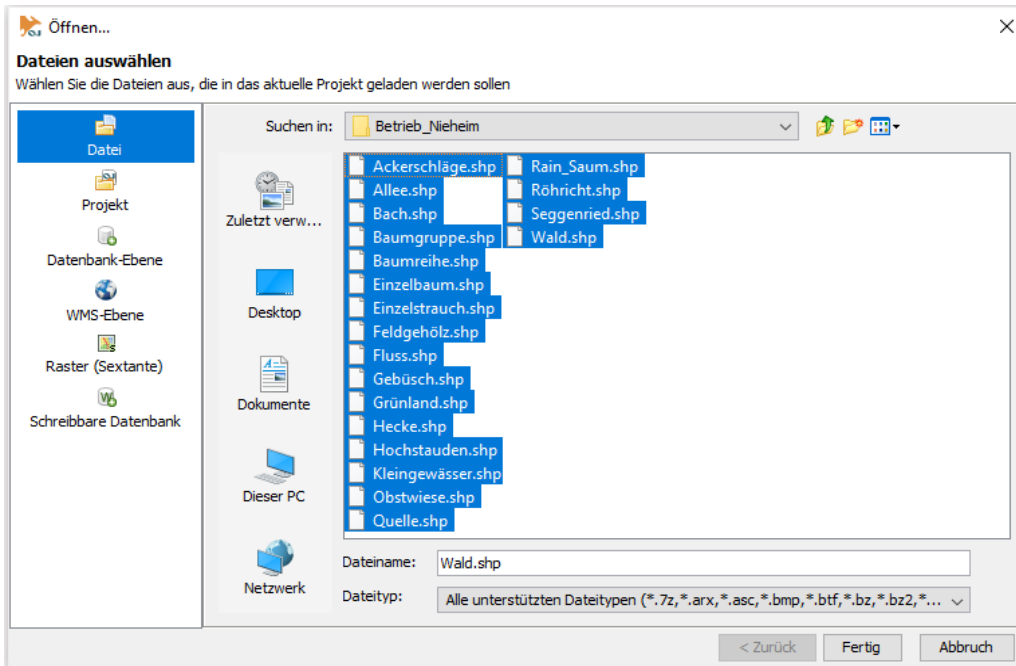 Öffnen...
Dateien auswählen
Wählen Sie die Dateien aus, die in das aktuelle Projekt geladen werden sollen
Datei
Projekt
Datenbank-Ebene
WMS-Ebene
Raster (Sextante)
Schreibbare Datenbank
Suchen in:
Betrieb_Nieheim
Zuletzt verw...
Desktop
Dokumente
Dieser PC
Netzwerk
Ackerschläge.shp
Allee.shp
Bach.shp
Baumgruppe.shp
Baumreihe.shp
Einzelbaum.shp
Einzelstrauch.shp
Feldgehölz.shp
Fluss.shp
Gebüsch.shp
Grünland.shp
Hecke.shp
Hochstauden.shp
Kleingewässer.shp
Obstwiese.shp
Quelle.shp
Rain_Saum.shp
Röhricht.shp
Seggenried.shp
Wald.shp
Dateiname: Wald.shp
Dateityp: Alle unterstützten Dateitypen (*.7z,*.arx,*.asc,*.bmp,*.btf,*.bz,*.bz2,*...
< Zurück Fertig Abbruch